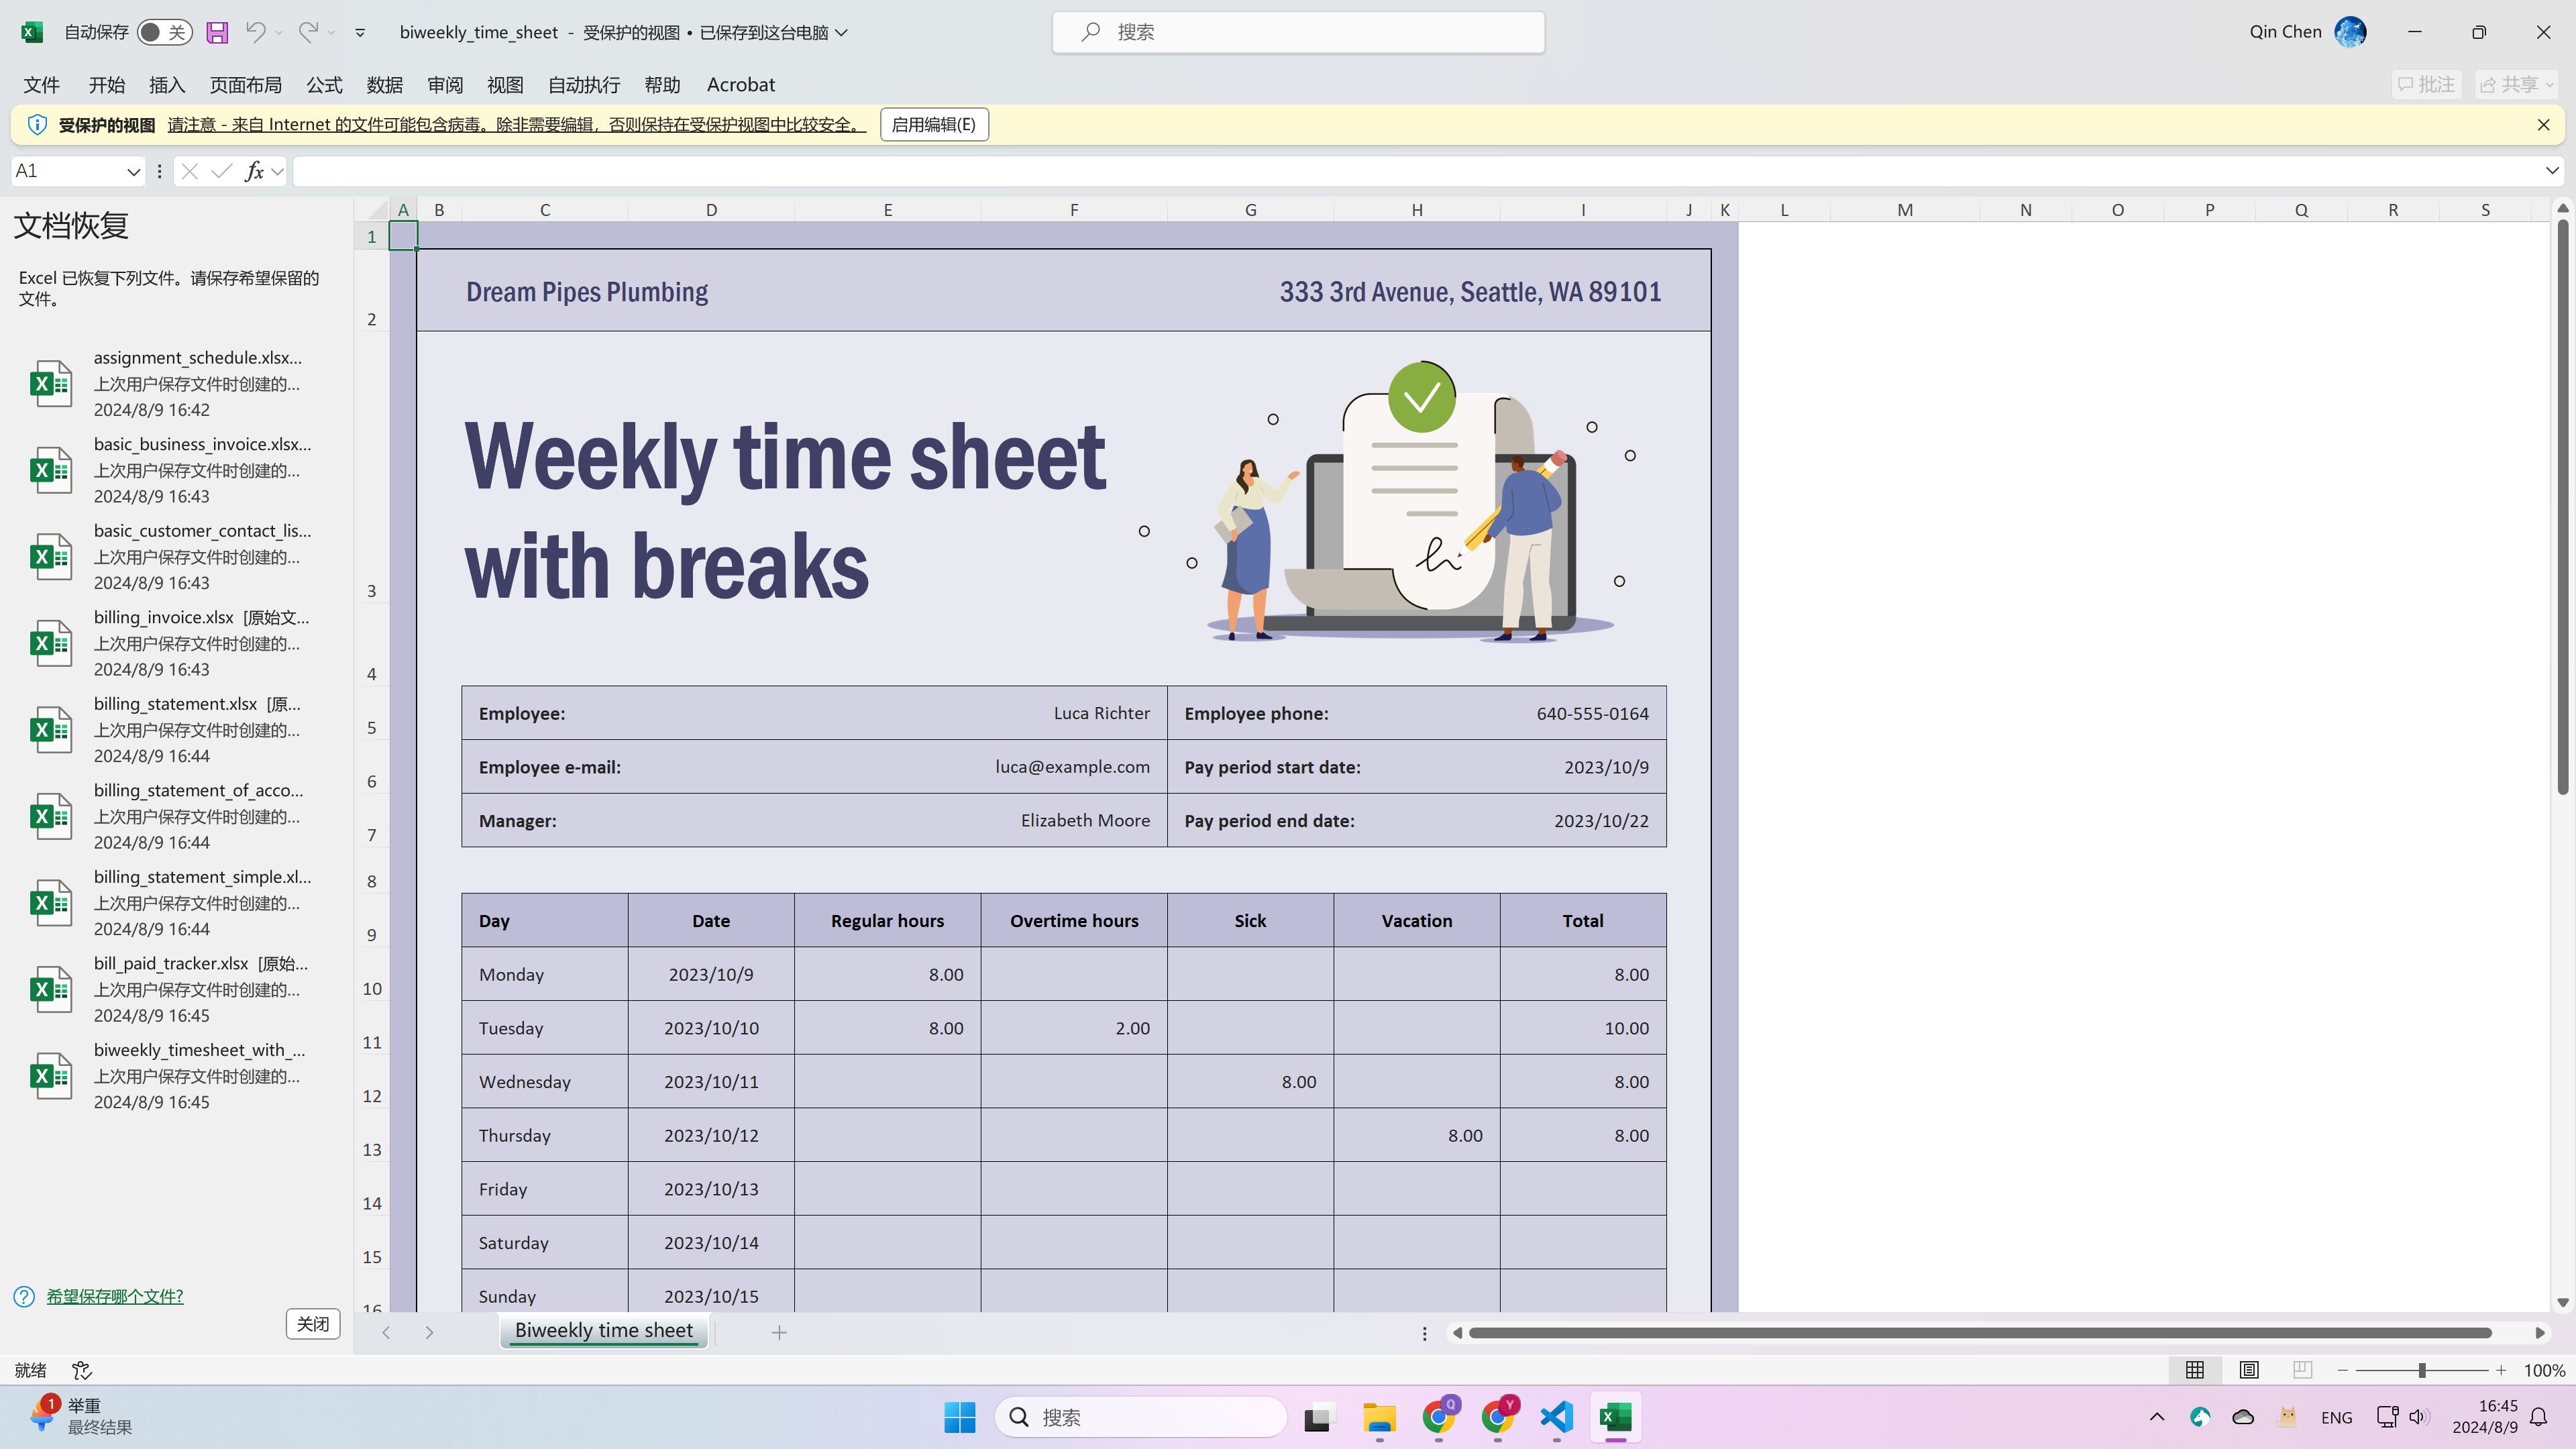 自动保存 关 biweekly_time_sheet - 受保护的视图 • 已保存到这台电脑 搜索 Qin Chen
文件 开始 插入 页面布局 公式 数据 审阅 视图 自动执行 帮助 Acrobat 批注 共享
受保护的视图 请注意 - 来自 Internet 的文件可能包含病毒。除非需要编辑，否则保持在受保护视图中比较安全。 启用编辑(E)
A1 fx
文档恢复
Excel 已恢复下列文件。请保存希望保留的
文件。
assignment_schedule.xlsx...
上次用户保存文件时创建的...
2024/8/9 16:42
basic_business_invoice.xlsx...
上次用户保存文件时创建的...
2024/8/9 16:43
basic_customer_contact_lis...
上次用户保存文件时创建的...
2024/8/9 16:43
billing_invoice.xlsx [原始文...
上次用户保存文件时创建的...
2024/8/9 16:43
billing_statement.xlsx [原...
上次用户保存文件时创建的...
2024/8/9 16:44
billing_statement_of_acco...
上次用户保存文件时创建的...
2024/8/9 16:44
billing_statement_simple.xl...
上次用户保存文件时创建的...
2024/8/9 16:44
bill_paid_tracker.xlsx [原始...
上次用户保存文件时创建的...
2024/8/9 16:45
biweekly_timesheet_with_...
上次用户保存文件时创建的...
2024/8/9 16:45
希望保存哪个文件?
关闭
A B C D E F G H I J K L M N O P Q R S
1
2 Dream Pipes Plumbing 333 3rd Avenue, Seattle, WA 89101
Weekly time sheet
with breaks
3
4
5 Employee: Luca Richter Employee phone: 640-555-0164
6 Employee e-mail: luca@example.com Pay period start date: 2023/10/9
7 Manager: Elizabeth Moore Pay period end date: 2023/10/22
8
9 Day Date Regular hours Overtime hours Sick Vacation Total
10 Monday 2023/10/9 8.00 8.00
11 Tuesday 2023/10/10 8.00 2.00 10.00
12 Wednesday 2023/10/11 8.00 8.00
13 Thursday 2023/10/12 8.00 8.00
14 Friday 2023/10/13
15 Saturday 2023/10/14
16 Sunday 2023/10/15
Biweekly time sheet
就绪 100%
1 举重
最终结果
搜索 Q Y ENG 16:45
2024/8/9